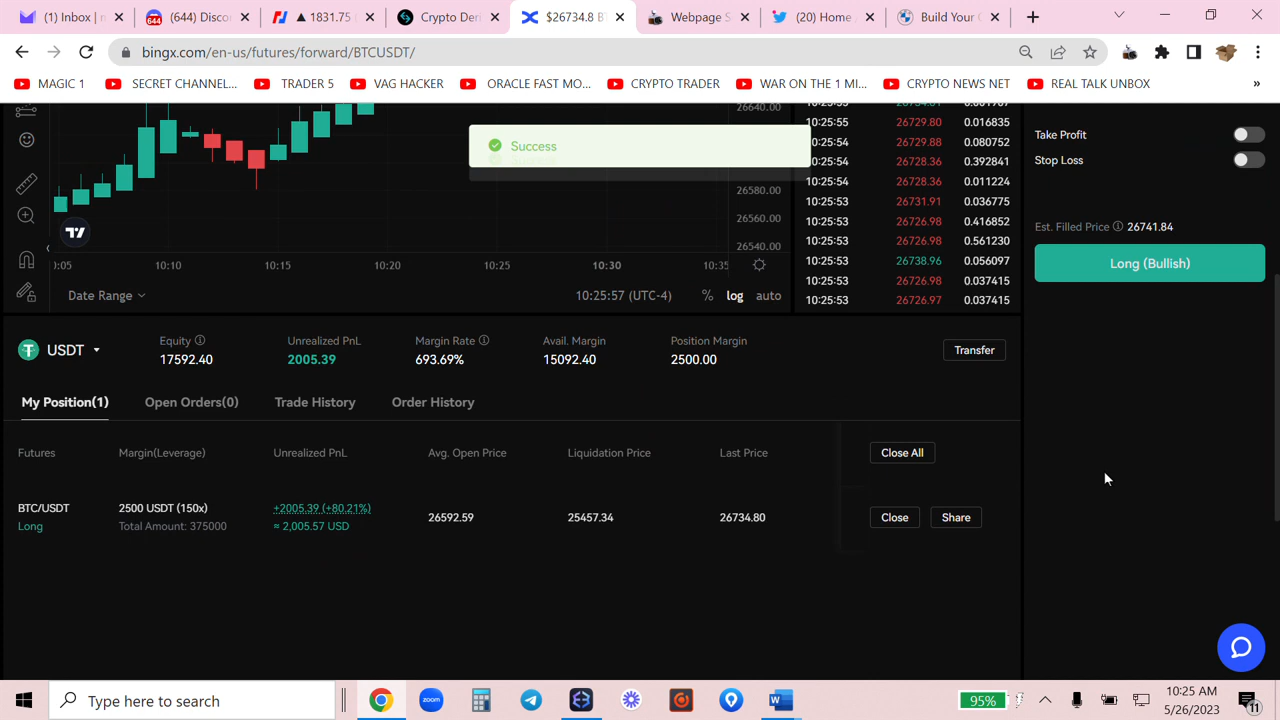 (1) Inbox | n
(644) Discor
▲ 1831.75
Crypto Deri
$26734.8 B
Webpage S
(20) Home
Build Your
bingx.com/en-us/futures/forward/BTCUSDT/
MAGIC 1 SECRET CHANNEL... TRADER 5 VAG HACKER ORACLE FAST MO... CRYPTO TRADER WAR ON THE 1 MI... CRYPTO NEWS NET REAL TALK UNBOX »
26640.00
26580.00
26560.00
26540.00
:05 10:10 10:15 10:20 10:25 10:30 10:35
Date Range 10:25:57 (UTC-4) % log auto
Success
10:25:55 26729.80 0.016835
10:25:54 26729.88 0.080752
10:25:54 26728.36 0.392841
10:25:54 26728.36 0.011224
10:25:53 26731.91 0.036775
10:25:53 26726.98 0.416852
10:25:53 26726.98 0.561230
10:25:53 26738.96 0.056097
10:25:53 26726.98 0.037415
10:25:53 26726.97 0.037415
Take Profit
Stop Loss
Est. Filled Price 26741.84
Long (Bullish)
USDT
Equity Unrealized PnL Margin Rate Avail. Margin Position Margin
17592.40 2005.39 693.69% 15092.40 2500.00
Transfer
My Position(1) Open Orders(0) Trade History Order History
Futures Margin(Leverage) Unrealized PnL Avg. Open Price Liquidation Price Last Price Close All
BTC/USDT 2500 USDT (150x) +2005.39 (+80.21%) 26592.59 25457.34 26734.80 Close Share
Long Total Amount: 375000 ≈ 2,005.57 USD
Type here to search
zoom
95%
10:25 AM
5/26/2023
11